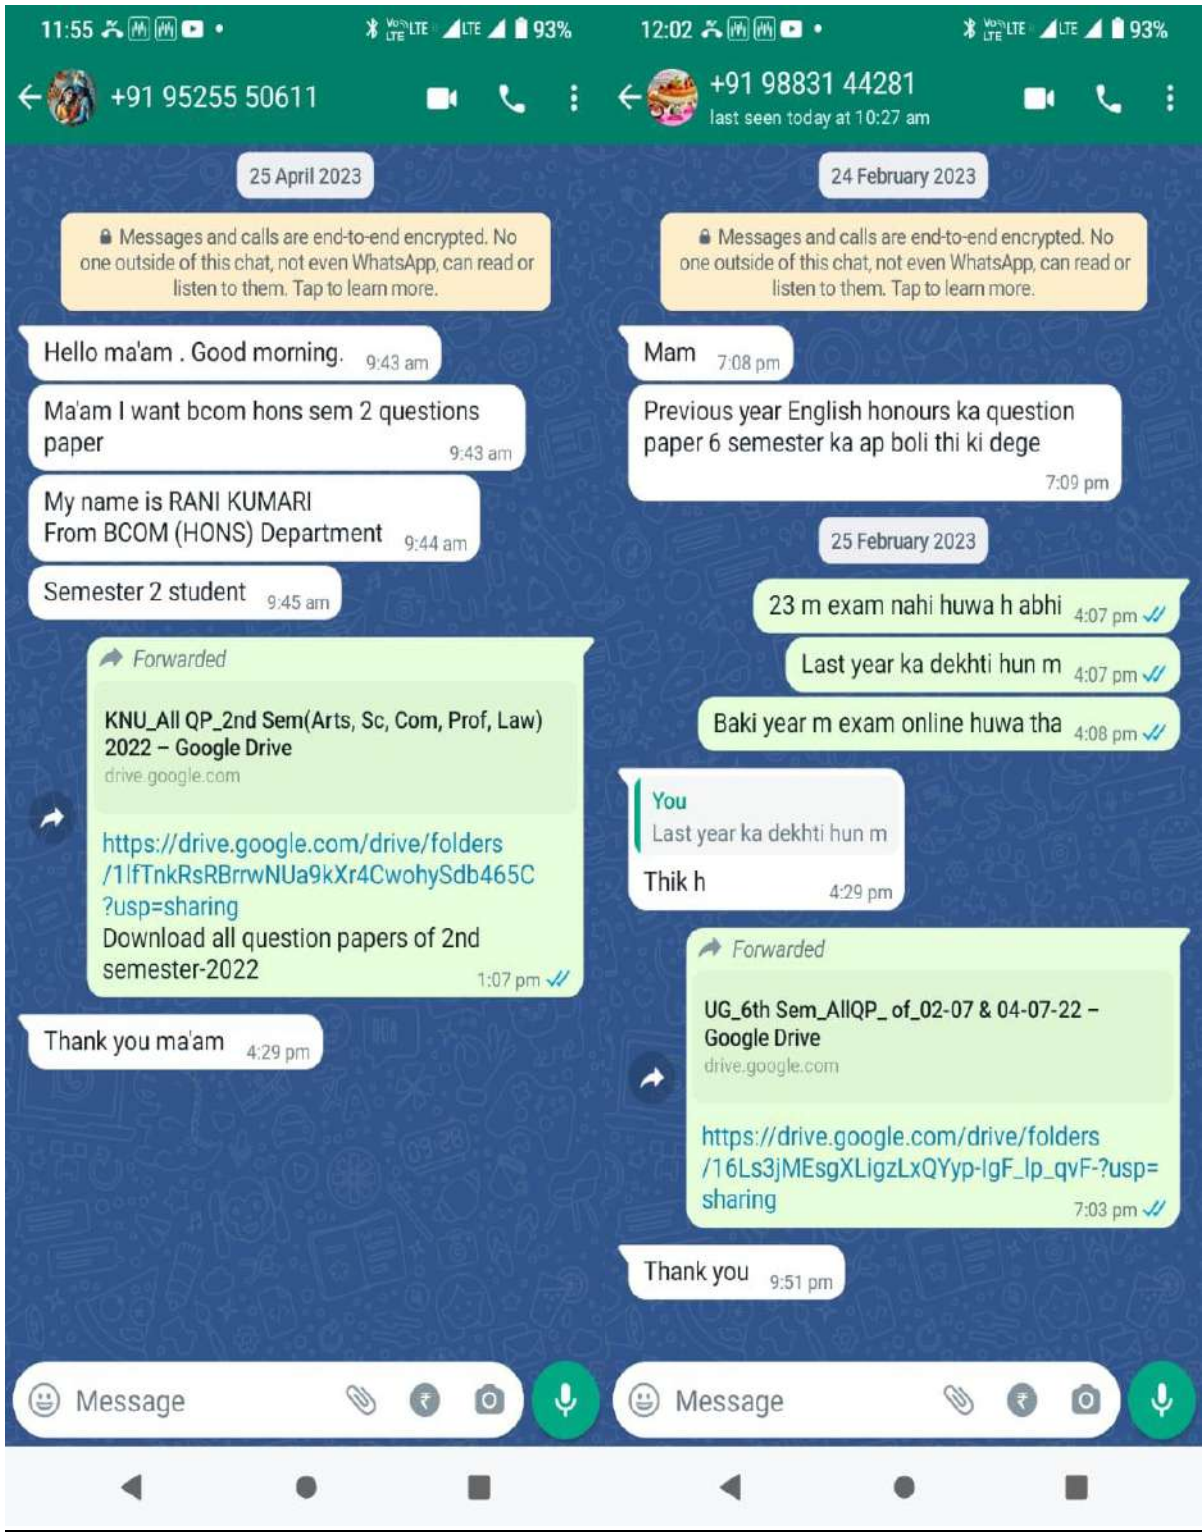 11:55
VoLTE LTE LTE 93%
+91 95255 50611
25 April 2023
Messages and calls are end-to-end encrypted. No
one outside of this chat, not even WhatsApp, can read or
listen to them. Tap to learn more.
Hello ma'am . Good morning. 9:43 am
Ma'am I want bcom hons sem 2 questions
paper 9:43 am
My name is RANI KUMARI
From BCOM (HONS) Department 9:44 am
Semester 2 student 9:45 am
Forwarded
KNU_All QP_2nd Sem(Arts, Sc, Com, Prof, Law)
2022 – Google Drive
drive.google.com
https://drive.google.com/drive/folders
/1lfTnkRsRBrrwNUa9kXr4CwohySdb465C
?usp=sharing
Download all question papers of 2nd
semester-2022 1:07 pm
Thank you ma'am 4:29 pm
Message
12:02
VoLTE LTE LTE 93%
+91 98831 44281
last seen today at 10:27 am
24 February 2023
Messages and calls are end-to-end encrypted. No
one outside of this chat, not even WhatsApp, can read or
listen to them. Tap to learn more.
Mam 7:08 pm
Previous year English honours ka question
paper 6 semester ka ap boli thi ki dege
7:09 pm
25 February 2023
23 m exam nahi huwa h abhi 4:07 pm
Last year ka dekhti hun m 4:07 pm
Baki year m exam online huwa tha 4:08 pm
You
Last year ka dekhti hun m
Thik h 4:29 pm
Forwarded
UG_6th Sem_AllQP_ of_02-07 & 04-07-22 –
Google Drive
drive.google.com
https://drive.google.com/drive/folders
/16Ls3jMEsgXLigzLxQYyp-IgF_lp_qvF-?usp=
sharing 7:03 pm
Thank you 9:51 pm
Message